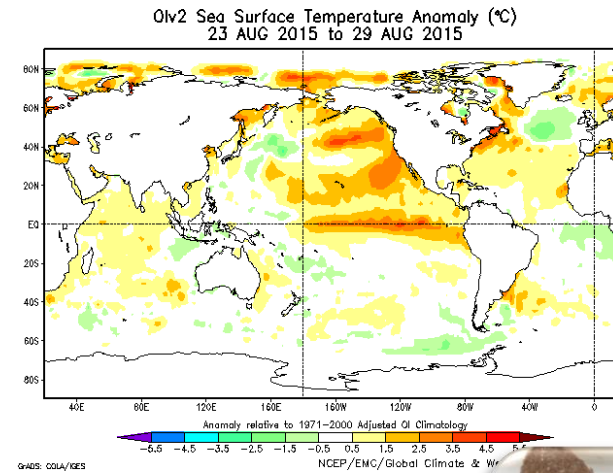 OIv2 Sea Surface Temperature Anomaly (°C)
23 AUG 2015 to 29 AUG 2015
80N
60N
40N
20N
EQ
20S
40S
60S
80S
40E 80E 120E 160E 160W 120W 80W 40W 0
Anomaly relative to 1971-2000 Adjusted OI Climatology
-5.5 -4.5 -3.5 -2.5 -1.5 -0.5 0.5 1.5 2.5 3.5 4.5 5.5
GrADS: COLA/IGES
NCEP/EMC/Global Climate &